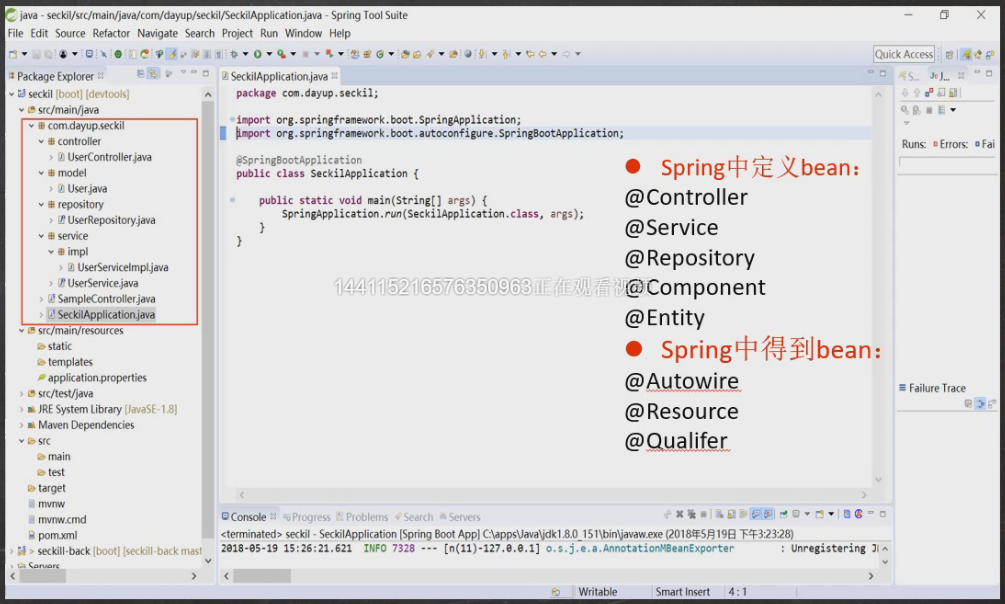 java - seckil/src/main/java/com/dayup/seckil/SeckilApplication.java - Spring Tool Suite
File Edit Source Refactor Navigate Search Project Run Window Help
Quick Access
Package Explorer
seckil [boot] [devtools]
src/main/java
com.dayup.seckil
controller
UserController.java
model
User.java
repository
UserRepository.java
service
impl
UserServiceImpl.java
UserService.java
SampleController.java
SeckilApplication.java
src/main/resources
static
templates
application.properties
src/test/java
JRE System Library [JavaSE-1.8]
Maven Dependencies
src
main
test
target
mvnw
mvnw.cmd
pom.xml
seckill-back [boot] [seckill-back mast
Servers
SeckilApplication.java
package com.dayup.seckil;
import org.springframework.boot.SpringApplication;
import org.springframework.boot.autoconfigure.SpringBootApplication;
@SpringBootApplication
public class SeckilApplication {
public static void main(String[] args) {
SpringApplication.run(SeckilApplication.class, args);
}
}
Spring中定义bean：
@Controller
@Service
@Repository
@Component
@Entity
Spring中得到bean：
@Autowire
@Resource
@Qualifer
144115216576350963正在观看视频
S...
J...
Runs: Errors: Fai
Failure Trace
Console Progress Problems Search Servers
<terminated> seckil - SeckilApplication [Spring Boot App] C:\apps\Java\jdk1.8.0_151\bin\javaw.exe (2018年5月19日 下午3:23:28)
2018-05-19 15:26:21.621 INFO 7328 --- [n(11)-127.0.0.1] o.s.j.e.a.AnnotationMBeanExporter : Unregistering
Writable Smart Insert 4 : 1